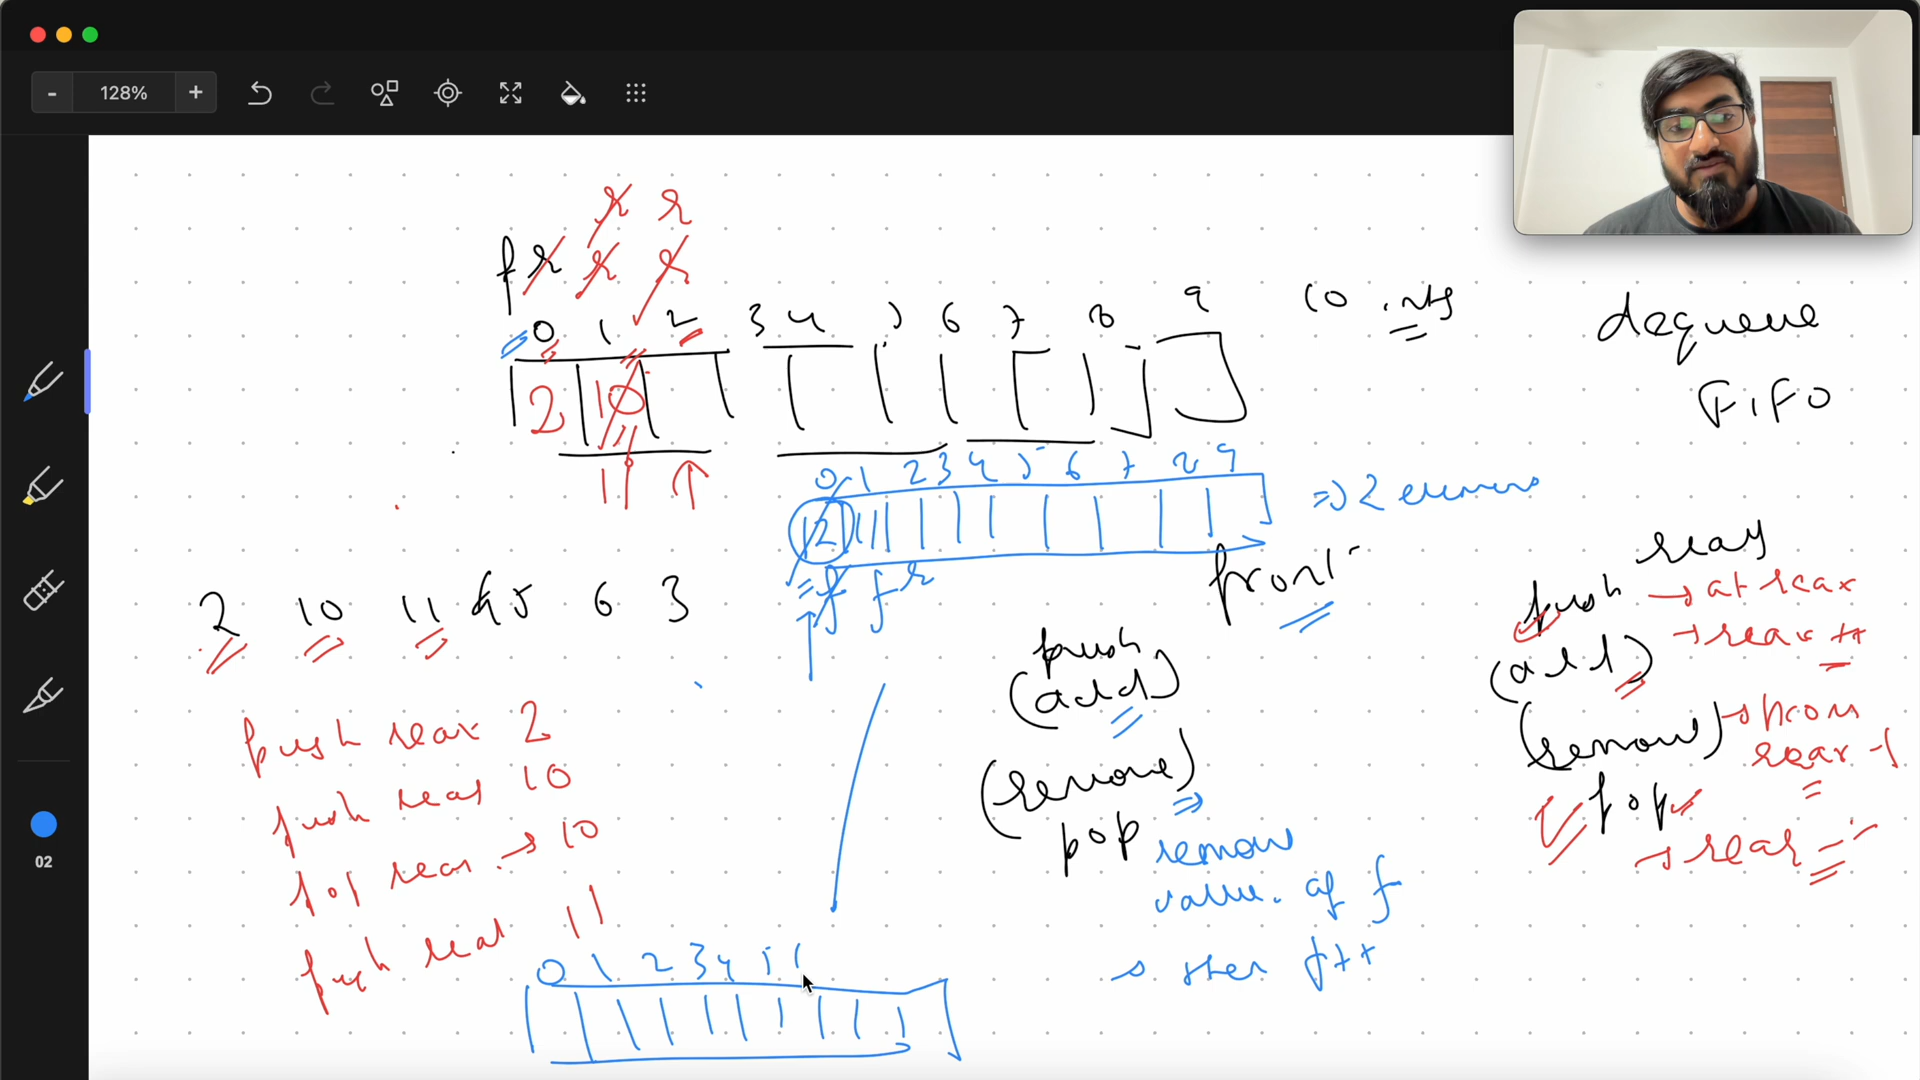 128%
f r r r
r r
0 1 2 3 4 5 6 7 8 9
10 ints
2 10
11
dequeue
FIFO
0 1 2 3 4 5 6 7 8 9
12 11
=> 2 elements
f f r
front
rear
2 10 11 45 6 3
push
(add)
(remove)
pop
remove
value. of f
→ then f++
push → at rear
(add) → rear ++
(remove) → from
rear -1
pop
→ rear --
push rear 2
push rear 10
pop rear → 10
push rear 11
0 1 2 3 4 5
02